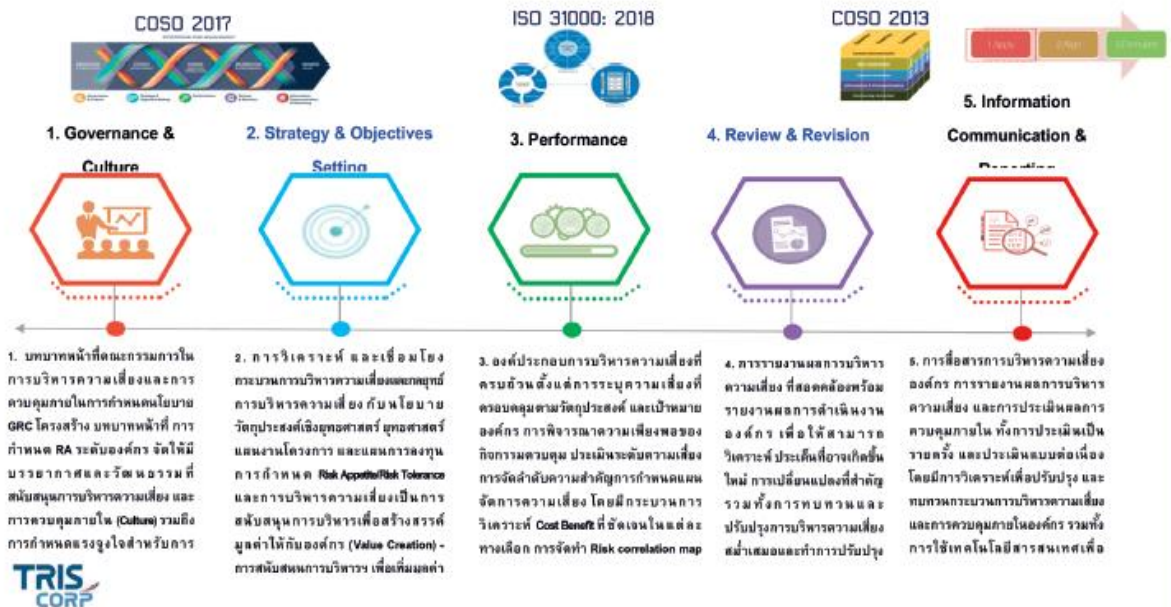 COSO 2017
ISO 31000: 2018
COSO 2013
1. Governance &
Culture
2. Strategy & Objectives
Setting
3. Performance
4. Review & Revision
5. Information
Communication &
Reporting
1. บทบาทหน้าที่คณะกรรมการใน
การบริหารความเสี่ยงและการ
ควบคุมภายในการกำหนดนโยบาย
GRC โครงสร้าง บทบาทหน้าที่ การ
กำหนด RA ระดับองค์กร จัดให้มี
บรรยากาศและวัฒนธรรมที่
สนับสนุนการบริหารความเสี่ยง และ
การควบคุมภายใน (Culture) รวมถึง
การกำหนดแรงจูงใจสำหรับการ
2. การวิเคราะห์ และเชื่อมโยง
กระบวนการบริหารความเสี่ยงและกลยุทธ์
การบริหารความเสี่ยง กับนโยบาย
วัตถุประสงค์เชิงยุทธศาสตร์ ยุทธศาสตร์
แผนงานโครงการ และแผนการลงทุน
การกำหนด Risk Appetite/Risk Tolerance
และการบริหารความเสี่ยงเป็นการ
สนับสนุนการบริหารเพื่อสร้างสรรค์
มูลค่าให้กับองค์กร (Value Creation) -
การสนับสนุนการบริหารฯ เพื่อเพิ่มมูลค่า
3. องค์ประกอบการบริหารความเสี่ยงที่
ครบถ้วนตั้งแต่การระบุความเสี่ยงที่
ครอบคลุมตามวัตถุประสงค์ และเป้าหมาย
องค์กร การพิจารณาความเพียงพอของ
กิจกรรมควบคุม ประเมินระดับความเสี่ยง
การจัดลำดับความสำคัญการกำหนดแผน
จัดการความเสี่ยง โดยมีกระบวนการ
วิเคราะห์ Cost Benefit ที่ชัดเจนในแต่ละ
ทางเลือก การจัดทำ Risk correlation map
4. การรายงานผลการบริหาร
ความเสี่ยง ที่สอดคล้องพร้อม
รายงานผลการดำเนินงาน
องค์กร เพื่อให้สามารถ
วิเคราะห์ ประเด็นที่อาจเกิดขึ้น
ใหม่ การเปลี่ยนแปลงที่สำคัญ
รวมทั้งการทบทวนและ
ปรับปรุงการบริหารความเสี่ยง
สม่ำเสมอและทำการปรับปรุง
5. การสื่อสารการบริหารความเสี่ยง
องค์กร การรายงานผลการบริหาร
ความเสี่ยง และการประเมินผลการ
ควบคุมภายใน ทั้งการประเมินเป็น
รายครั้ง และประเมินแบบต่อเนื่อง
โดยมีการวิเคราะห์เพื่อปรับปรุง และ
ทบทวนกระบวนการบริหารความเสี่ยง
และการควบคุมภายในองค์กร รวมทั้ง
การใช้เทคโนโลยีสารสนเทศเพื่อ
TRIS
CORP